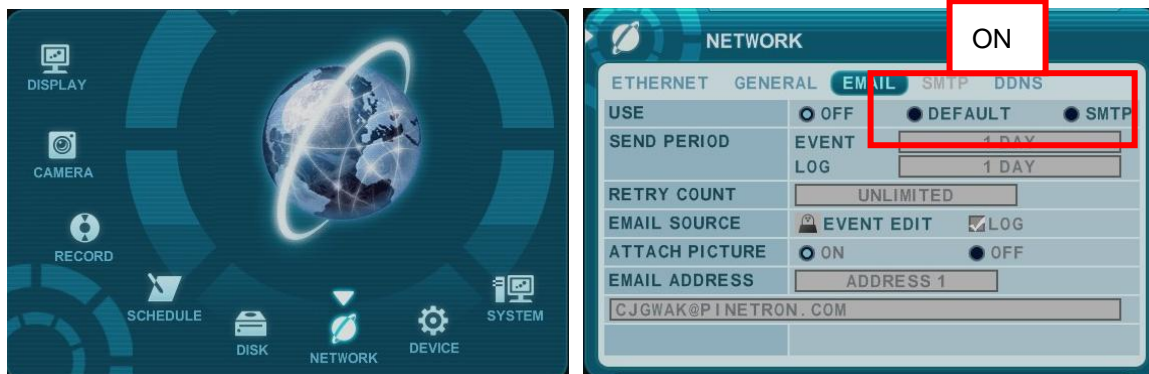 DISPLAY
CAMERA
RECORD
SCHEDULE
DISK
NETWORK
DEVICE
SYSTEM
NETWORK
ON
ETHERNET GENERAL EMAIL SMTP DDNS
USE OFF DEFAULT SMTP
SEND PERIOD EVENT 1 DAY
LOG 1 DAY
RETRY COUNT UNLIMITED
EMAIL SOURCE EVENT EDIT LOG
ATTACH PICTURE ON OFF
EMAIL ADDRESS ADDRESS 1
CJGWAK@PINETRON.COM